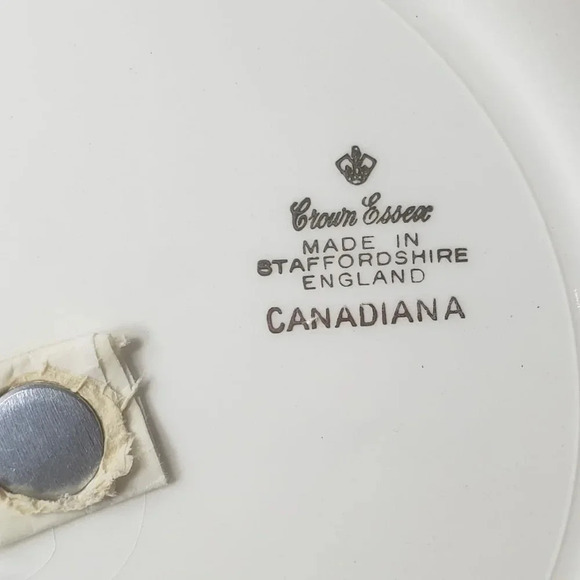 Crown Essex
MADE IN
STAFFORDSHIRE
ENGLAND
CANADIANA